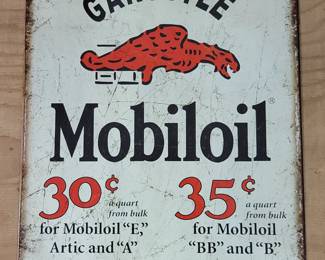 GARGOYLE
Mobiloil®
30¢ a quart
from bulk
for Mobiloil "E,"
Artic and "A"
35¢ a quart
from bulk
for Mobiloil
"BB" and "B"